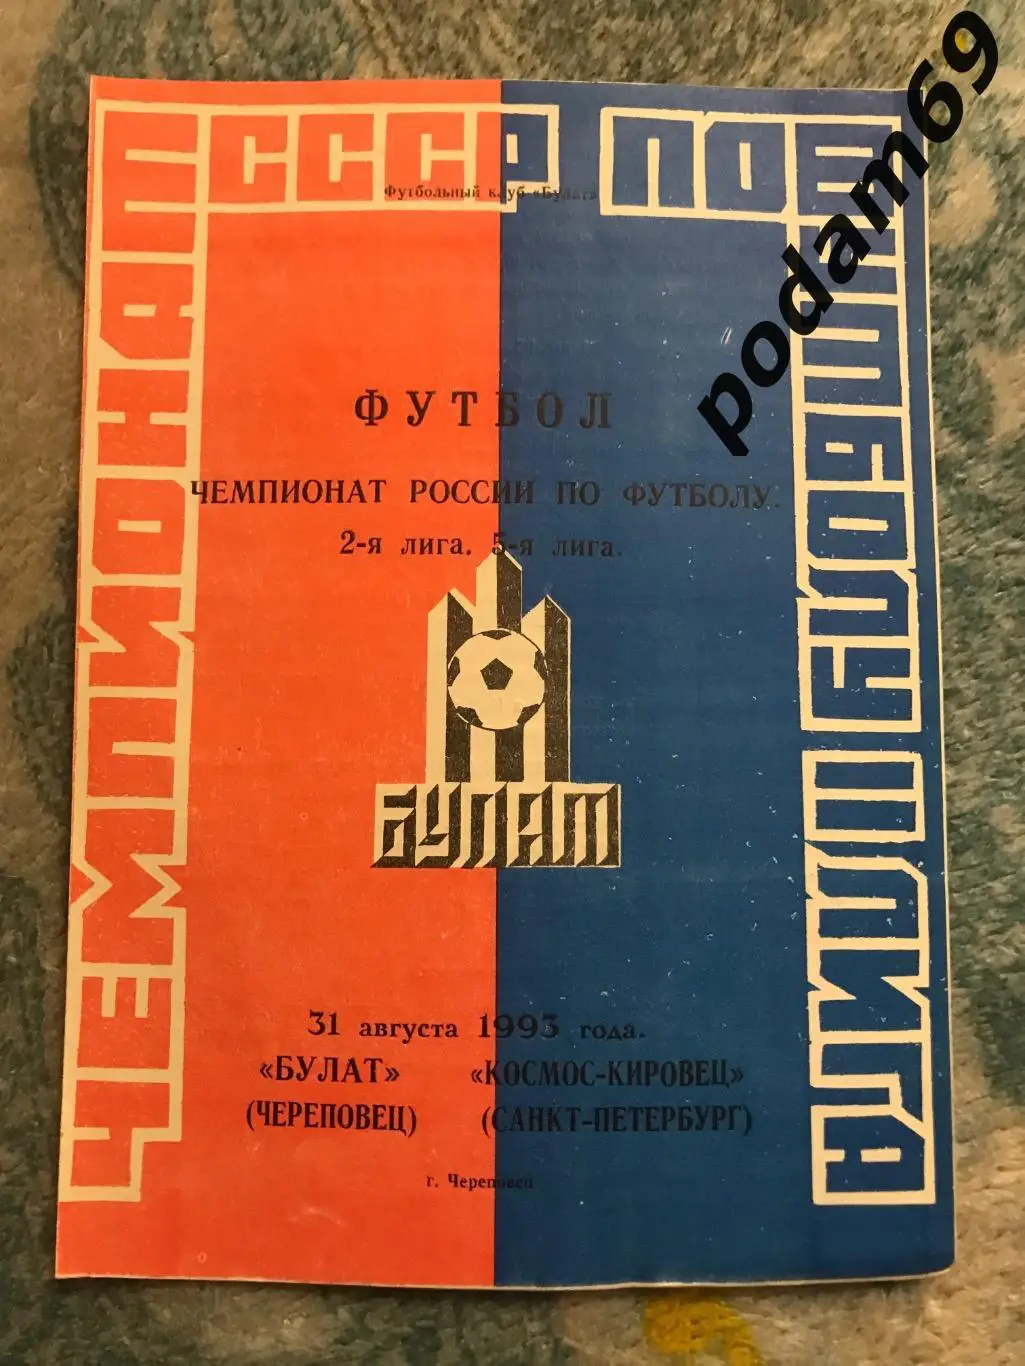 ЧЕМПИОНАТ СССР ПО ФУТБОЛУ II ЛИГА
Футбольный клуб «Булат»
ФУТБОЛ
ЧЕМПИОНАТ РОССИИ ПО ФУТБОЛУ.
2-я лига. 5-я лига.
БУЛАТ
31 августа 1993 года.
«БУЛАТ» «КОСМОС-КИРОВЕЦ»
(ЧЕРЕПОВЕЦ) (САНКТ-ПЕТЕРБУРГ)
г. Череповец
podam69